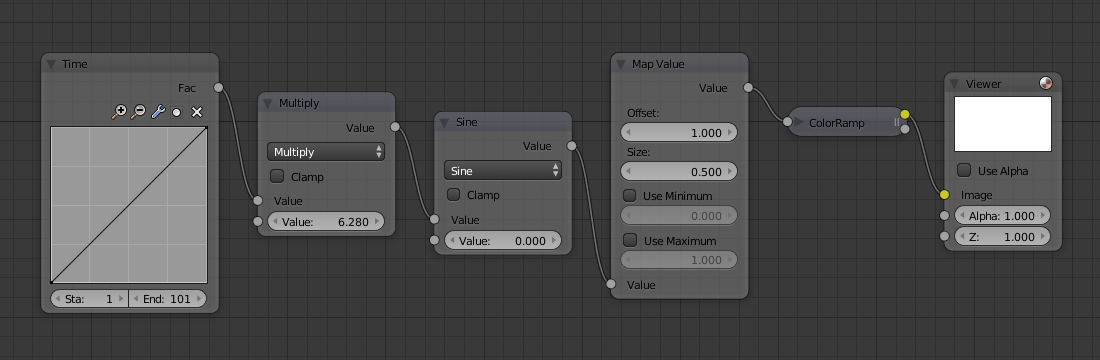 Time
Fac
Sta: 1
End: 101
Multiply
Value
Multiply
Clamp
Value
Value: 6.280
Sine
Value
Sine
Clamp
Value
Value: 0.000
Map Value
Value
Offset:
1.000
Size:
0.500
Use Minimum
0.000
Use Maximum
1.000
Value
ColorRamp
Viewer
Use Alpha
Image
Alpha: 1.000
Z: 1.000